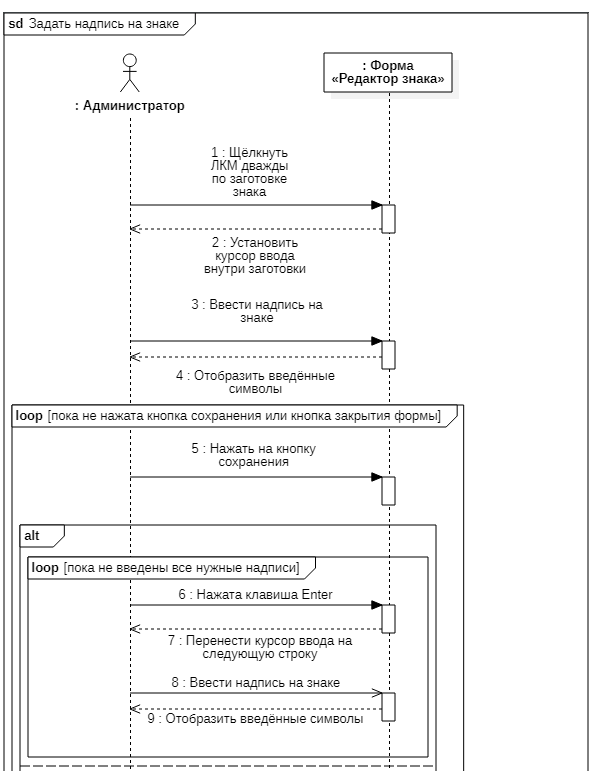 sd Задать надпись на знаке
: Форма
«Редактор знака»
: Администратор
1 : Щёлкнуть
ЛКМ дважды
по заготовке
знака
2 : Установить
курсор ввода
внутри заготовки
3 : Ввести надпись на
знаке
4 : Отобразить введённые
символы
loop [пока не нажата кнопка сохранения или кнопка закрытия формы]
5 : Нажать на кнопку
сохранения
alt
loop [пока не введены все нужные надписи]
6 : Нажата клавиша Enter
7 : Перенести курсор ввода на
следующую строку
8 : Ввести надпись на знаке
9 : Отобразить введённые символы